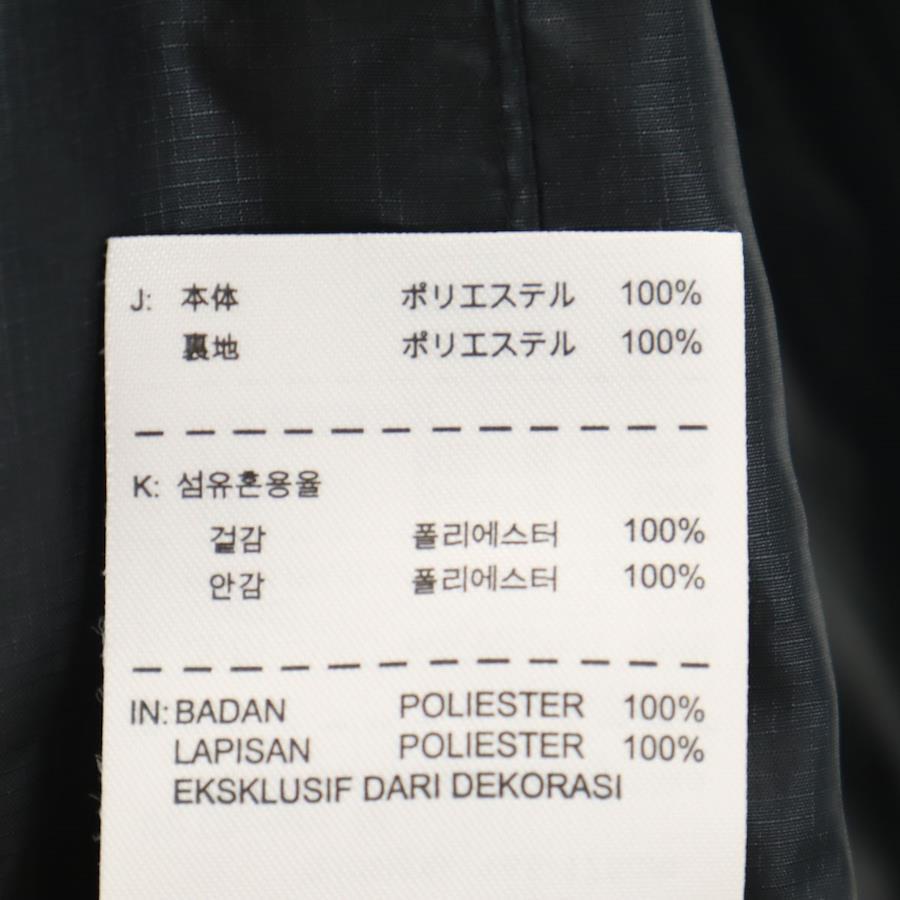 J: 本体 ポリエステル 100%
裏地 ポリエステル 100%
K: 섬유혼용율
겉감 폴리에스터 100%
안감 폴리에스터 100%
IN: BADAN POLIESTER 100%
LAPISAN POLIESTER 100%
EKSKLUSIF DARI DEKORASI